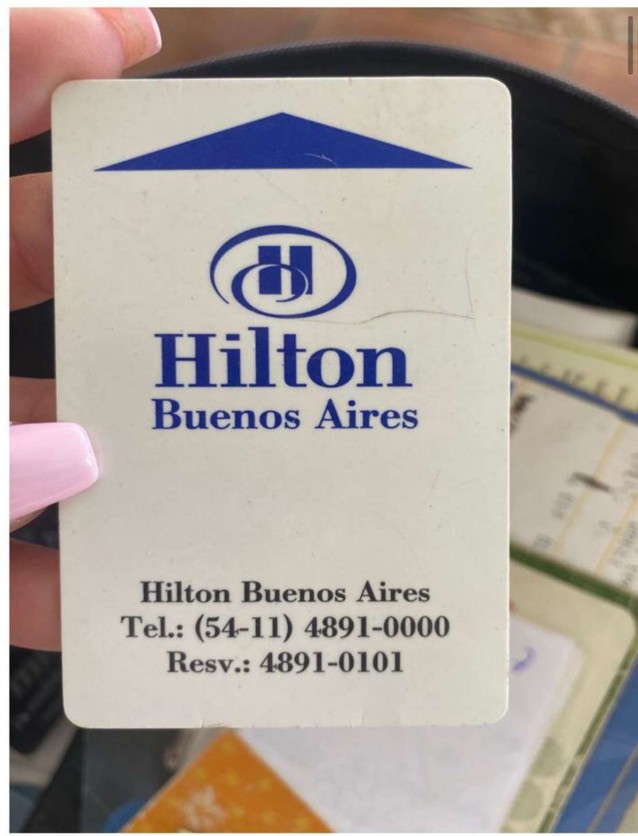 H
Hilton
Buenos Aires
Hilton Buenos Aires
Tel.: (54-11) 4891-0000
Resv.: 4891-0101